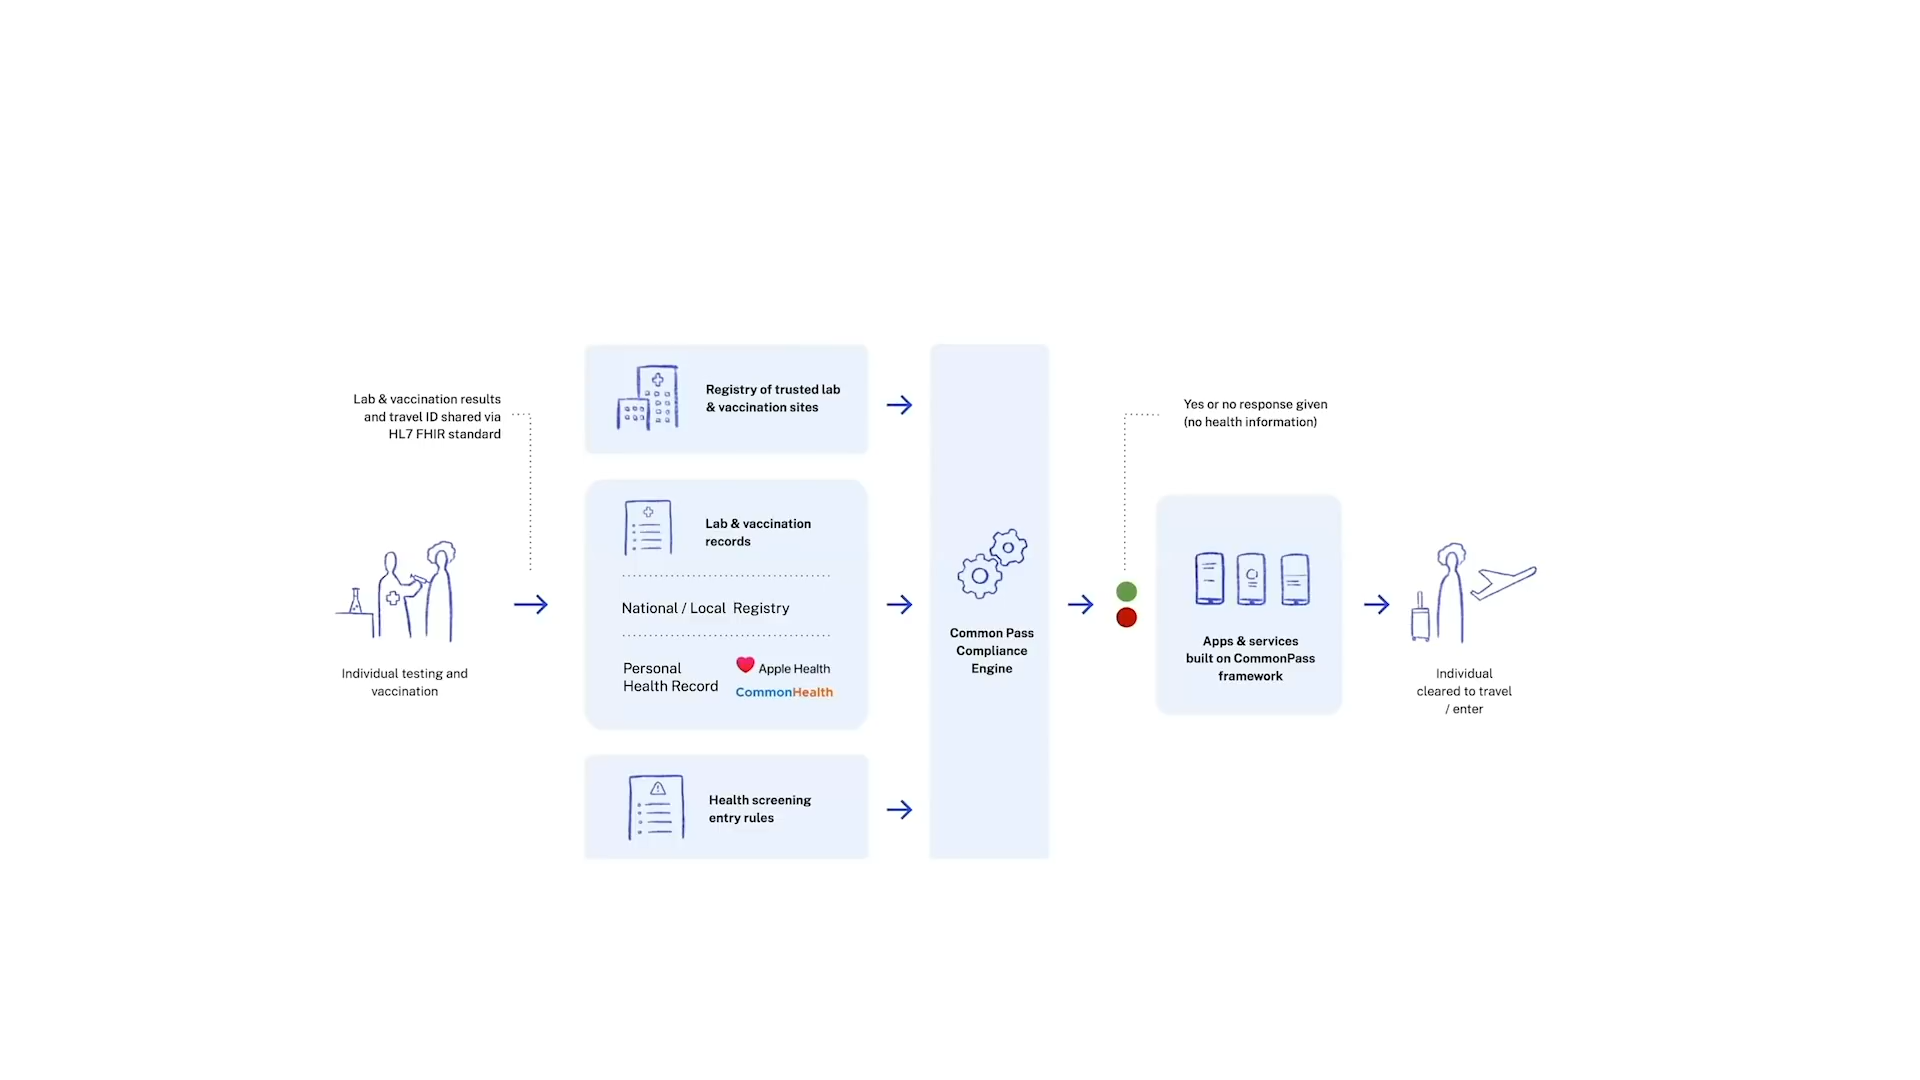 Lab & vaccination results
and travel ID shared via
HL7 FHIR standard
Individual testing and
vaccination
Registry of trusted lab
& vaccination sites
Lab & vaccination
records
National / Local Registry
Personal
Health Record
Apple Health
CommonHealth
Health screening
entry rules
Common Pass
Compliance
Engine
Yes or no response given
(no health information)
Apps & services
built on CommonPass
framework
Individual
cleared to travel
/ enter